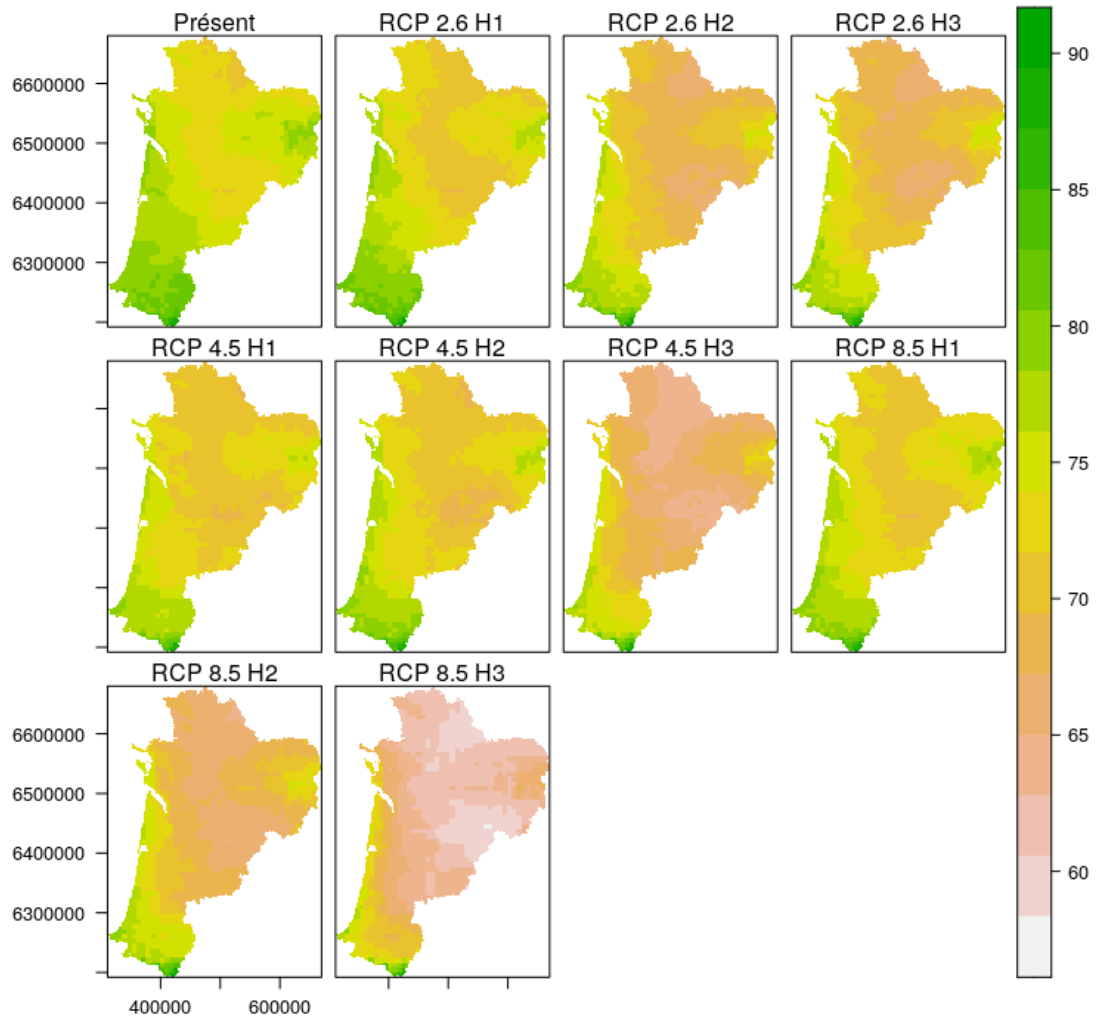 Présent
RCP 2.6 H1
RCP 2.6 H2
RCP 2.6 H3
6600000
6500000
6400000
6300000
RCP 4.5 H1
RCP 4.5 H2
RCP 4.5 H3
RCP 8.5 H1
RCP 8.5 H2
RCP 8.5 H3
6600000
6500000
6400000
6300000
400000
600000
90
85
80
75
70
65
60